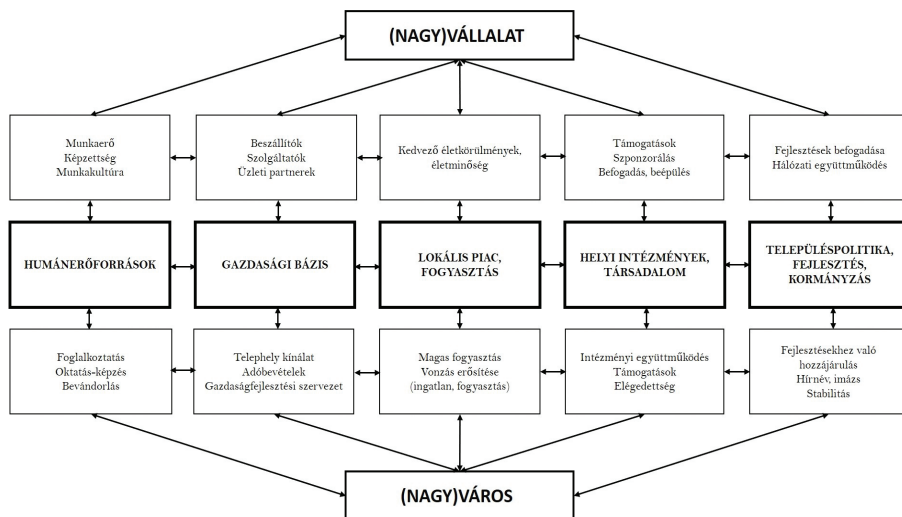 (NAGY)VÁLLALAT
Munkaerő
Képzettség
Munkakultúra
Beszállítók
Szolgáltatók
Üzleti partnerek
Kedvező életkörülmények,
életminőség
Támogatások
Szponzorálás
Befogadás, beépülés
Fejlesztések befogadása
Hálózati együttműködés
HUMÁNERŐFORRÁSOK
GAZDASÁGI BÁZIS
LOKÁLIS PIAC,
FOGYASZTÁS
HELYI INTÉZMÉNYEK,
TÁRSADALOM
TELEPÜLÉSPOLITIKA,
FEJLESZTÉS,
KORMÁNYZÁS
Foglalkoztatás
Oktatás-képzés
Bevándorlás
Telephely kínálat
Adóbevételek
Gazdaságfejlesztési szervezet
Magas fogyasztás
Vonzás erősítése
(ingatlan, fogyasztás)
Intézményi együttműködés
Támogatások
Elégedettség
Fejlesztésekhez való
hozzájárulás
Hírnév, imázs
Stabilitás
(NAGY)VÁROS